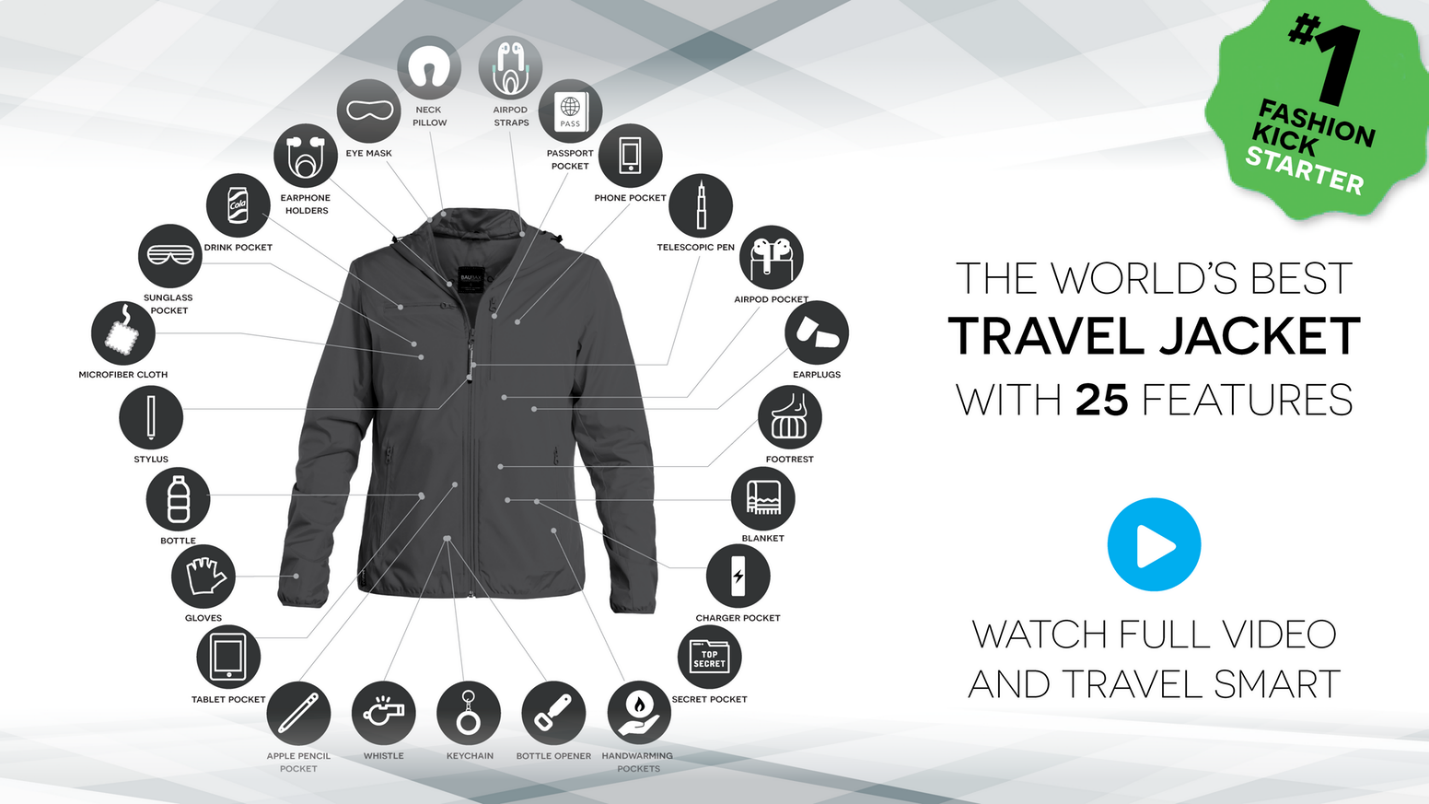 #1
FASHION
KICK
STARTER
NECK
PILLOW
AIRPOD
STRAPS
EYE MASK
PASS
PASSPORT
POCKET
EARPHONE
HOLDERS
PHONE POCKET
Cola
DRINK POCKET
TELESCOPIC PEN
SUNGLASS
POCKET
AIRPOD POCKET
MICROFIBER CLOTH
EARPLUGS
STYLUS
FOOTREST
BOTTLE
BLANKET
GLOVES
CHARGER POCKET
TABLET POCKET
TOP
SECRET
SECRET POCKET
APPLE PENCIL
POCKET
WHISTLE
KEYCHAIN
BOTTLE OPENER
HANDWARMING
POCKETS
THE WORLD'S BEST
TRAVEL JACKET
WITH 25 FEATURES
WATCH FULL VIDEO
AND TRAVEL SMART